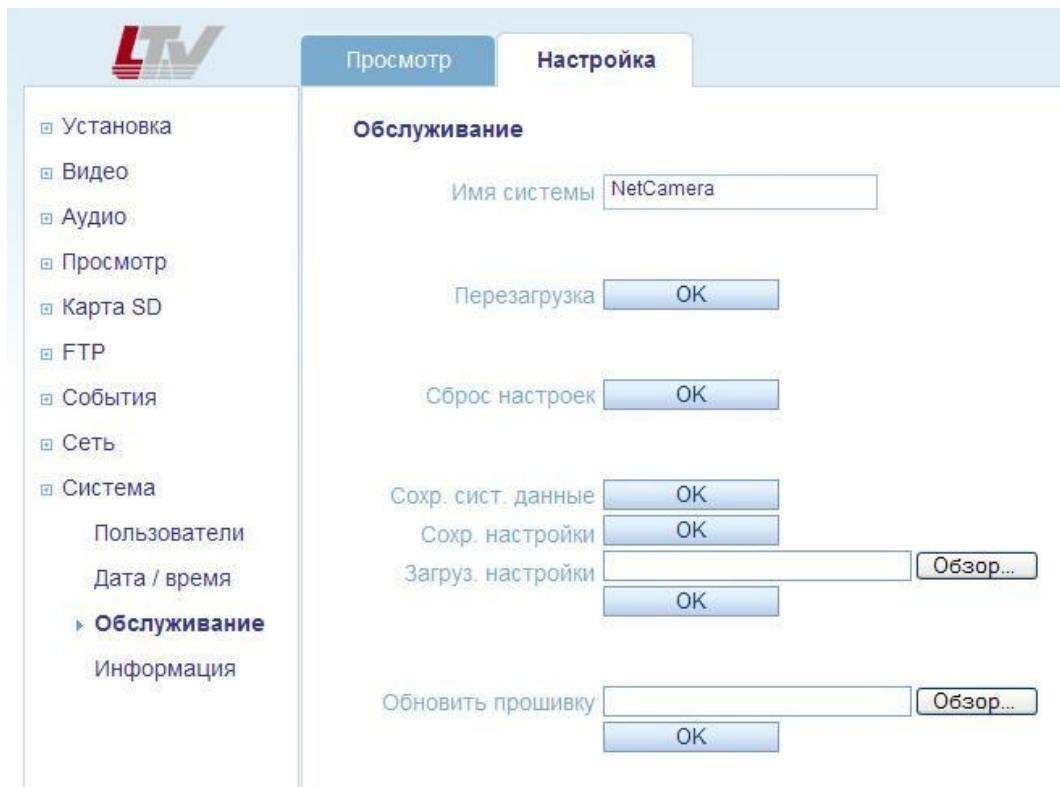 LTV
Просмотр
Настройка
Установка
Видео
Аудио
Просмотр
Карта SD
FTP
События
Сеть
Система
Пользователи
Дата / время
Обслуживание
Информация
Обслуживание
Имя системы NetCamera
Перезагрузка OK
Сброс настроек OK
Сохр. сист. данные OK
Сохр. настройки OK
Загруз. настройки Обзор...
OK
Обновить прошивку Обзор...
OK